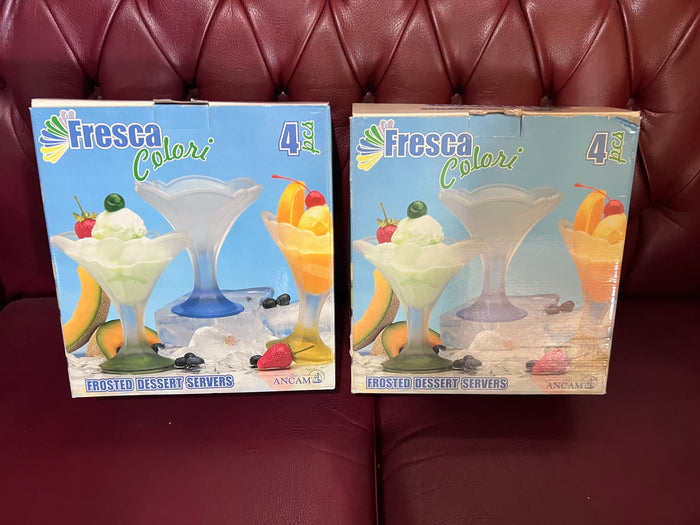 Fresca
Colori
4
pcs
FROSTED DESSERT SERVERS
ANCAM
Fresca
Colori
4
pcs
FROSTED DESSERT SERVERS
ANCAM